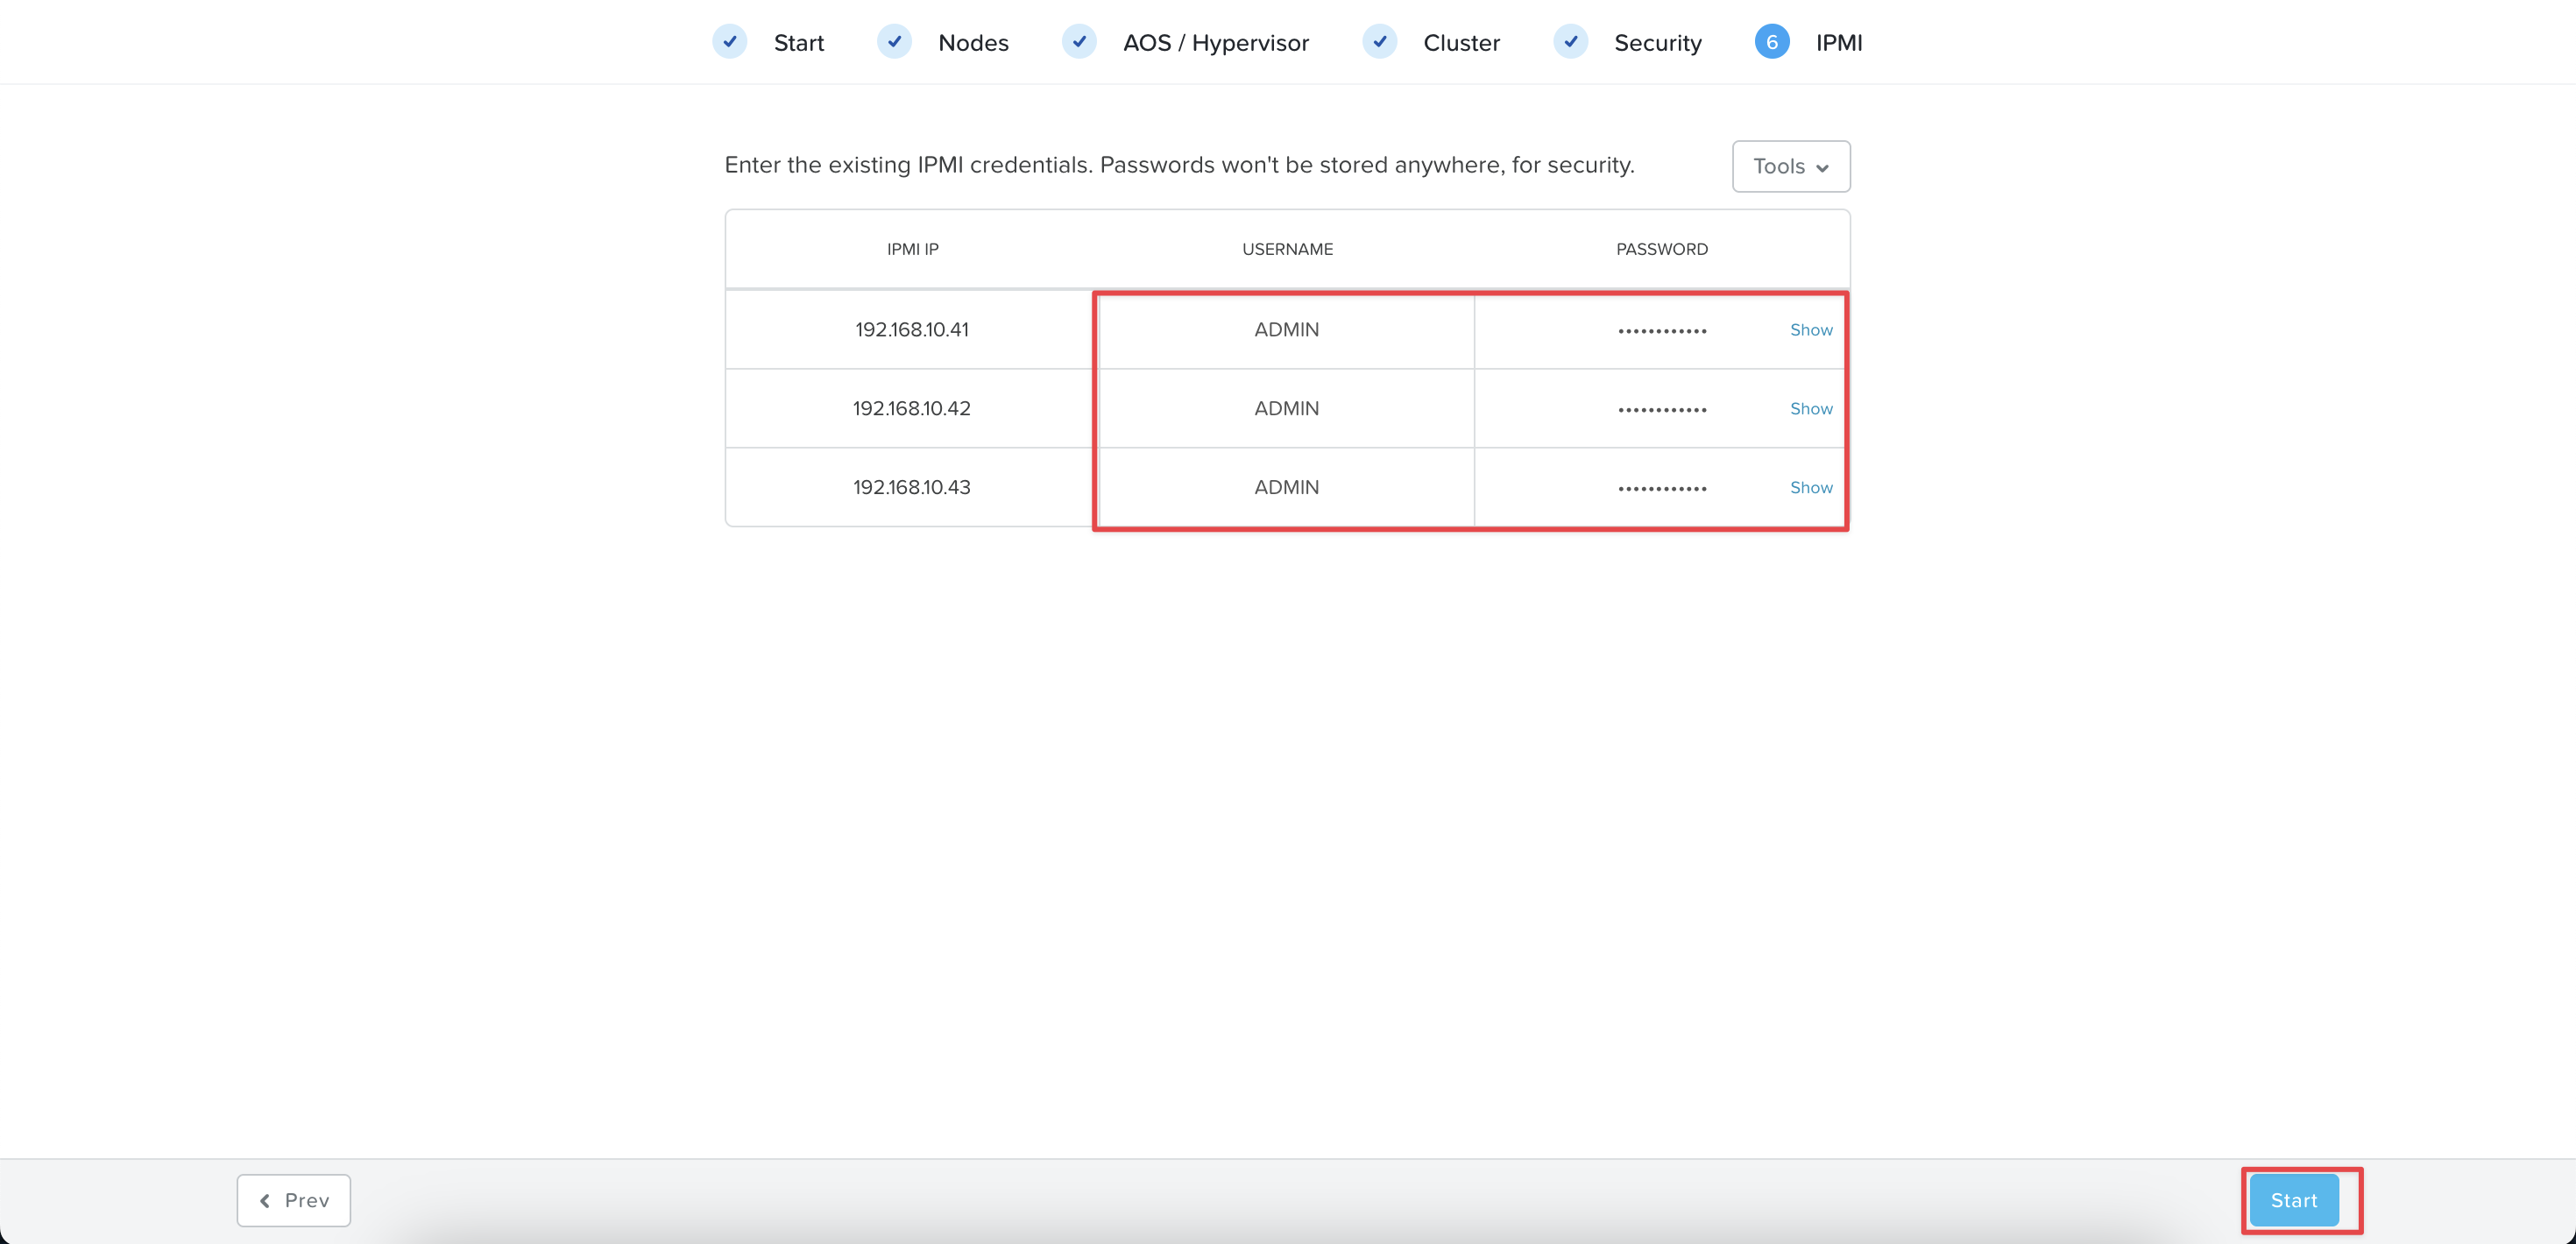 Start Nodes AOS / Hypervisor Cluster Security 6 IPMI
Enter the existing IPMI credentials. Passwords won't be stored anywhere, for security. Tools
IPMI IP USERNAME PASSWORD
192.168.10.41 ADMIN •••••••••••• Show
192.168.10.42 ADMIN •••••••••••• Show
192.168.10.43 ADMIN •••••••••••• Show
Prev Start